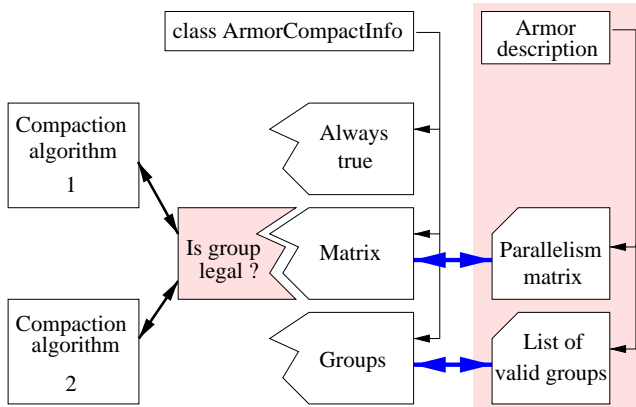 class ArmorCompactInfo
Armor
description
Compaction
algorithm
1
Always
true
Is group
legal ?
Matrix
Parallelism
matrix
Compaction
algorithm
2
Groups
List of
valid groups